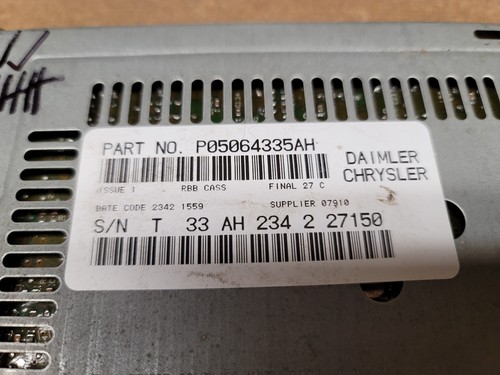 PART NO. P05064335AH
DAIMLER
CHRYSLER
ISSUE 1 RBB CASS FINAL 27 C
DATE CODE 2342 1559 SUPPLIER 07910
S/N T 33 AH 234 2 27150